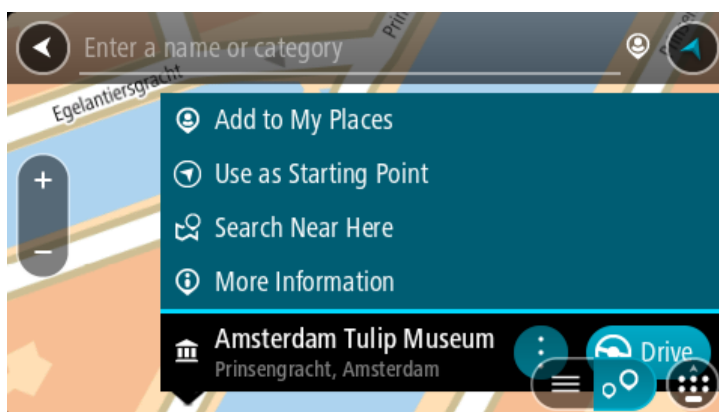 Enter a name or category
Egelantiersgracht
Add to My Places
Use as Starting Point
Search Near Here
More Information
Amsterdam Tulip Museum
Prinsengracht, Amsterdam
Drive